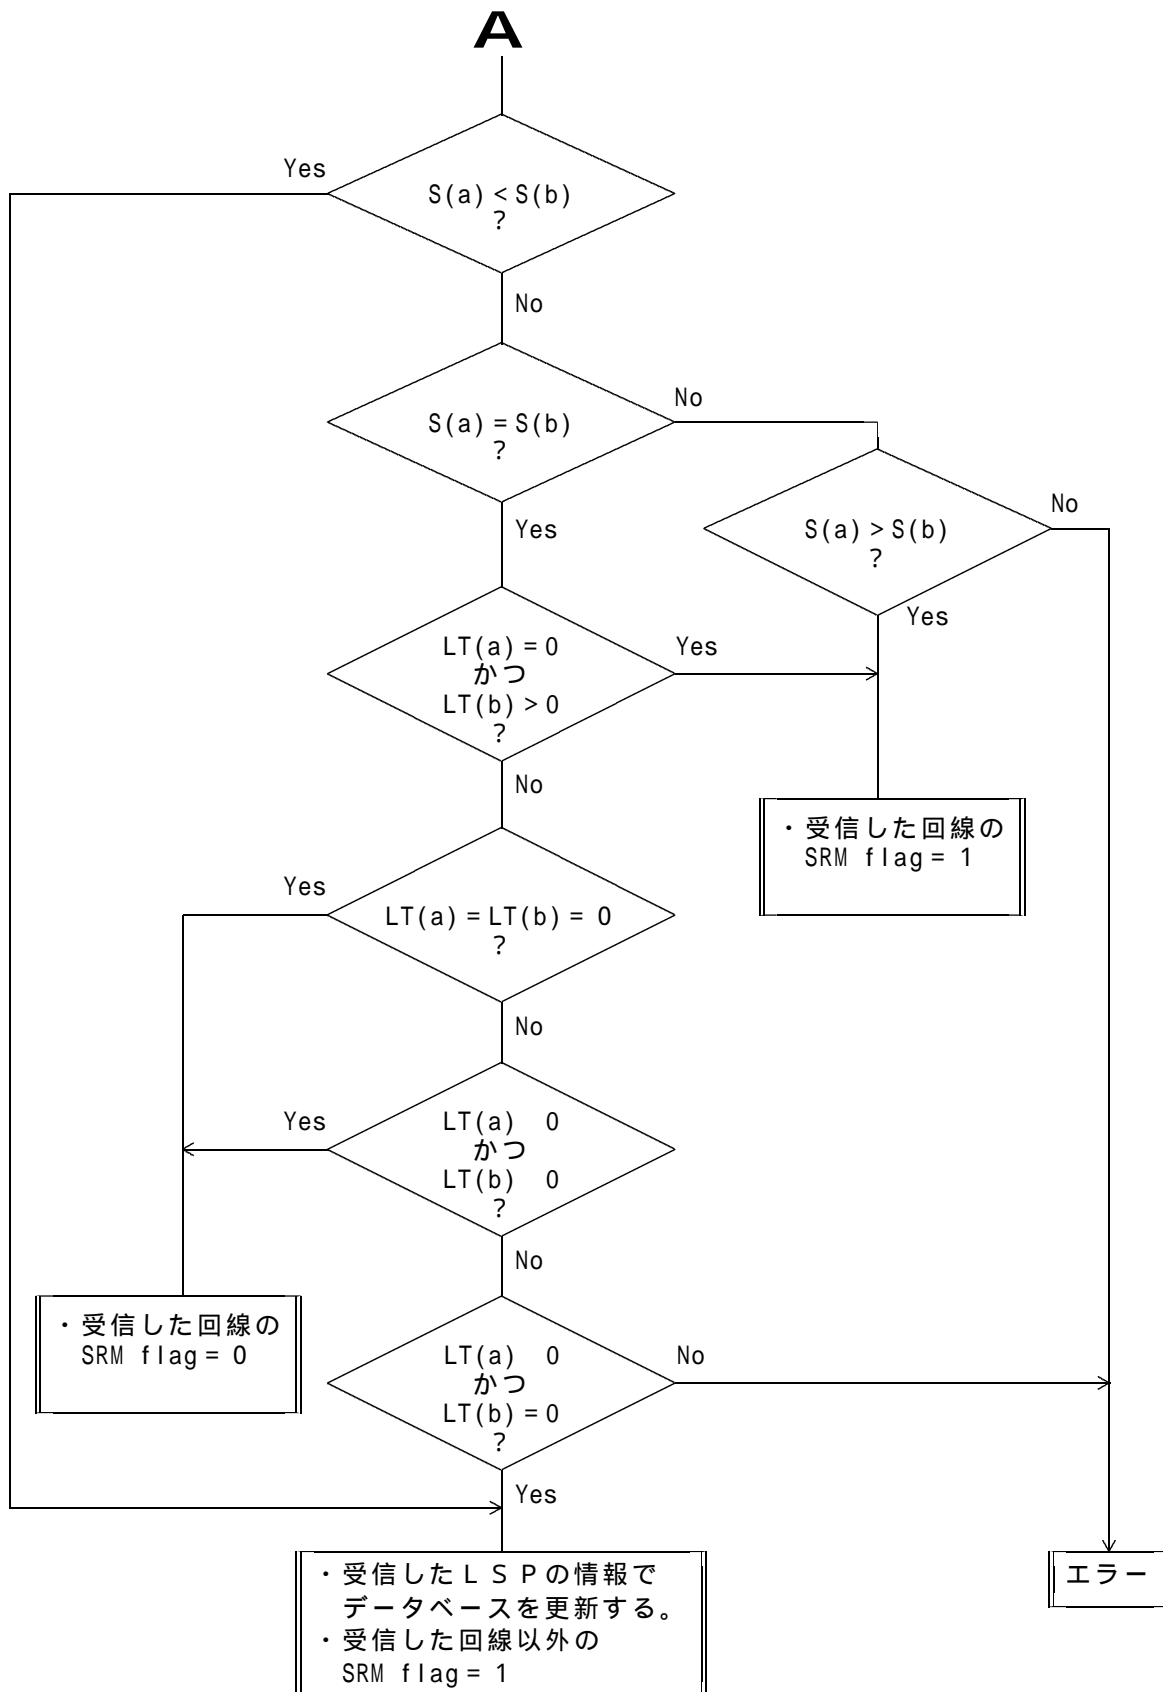 A
Yes
S(a) < S(b)
?
No
S(a) = S(b)
?
No
Yes
S(a) > S(b)
?
No
Yes
LT(a) = 0
かつ
LT(b) > 0
?
Yes
No
・受信した回線の
SRM flag = 1
Yes
LT(a) = LT(b) = 0
?
No
Yes
LT(a) 0
かつ
LT(b) 0
?
No
・受信した回線の
SRM flag = 0
LT(a) 0
かつ
LT(b) = 0
?
No
Yes
・受信したLSPの情報で
データベースを更新する。
・受信した回線以外の
SRM flag = 1
エラー